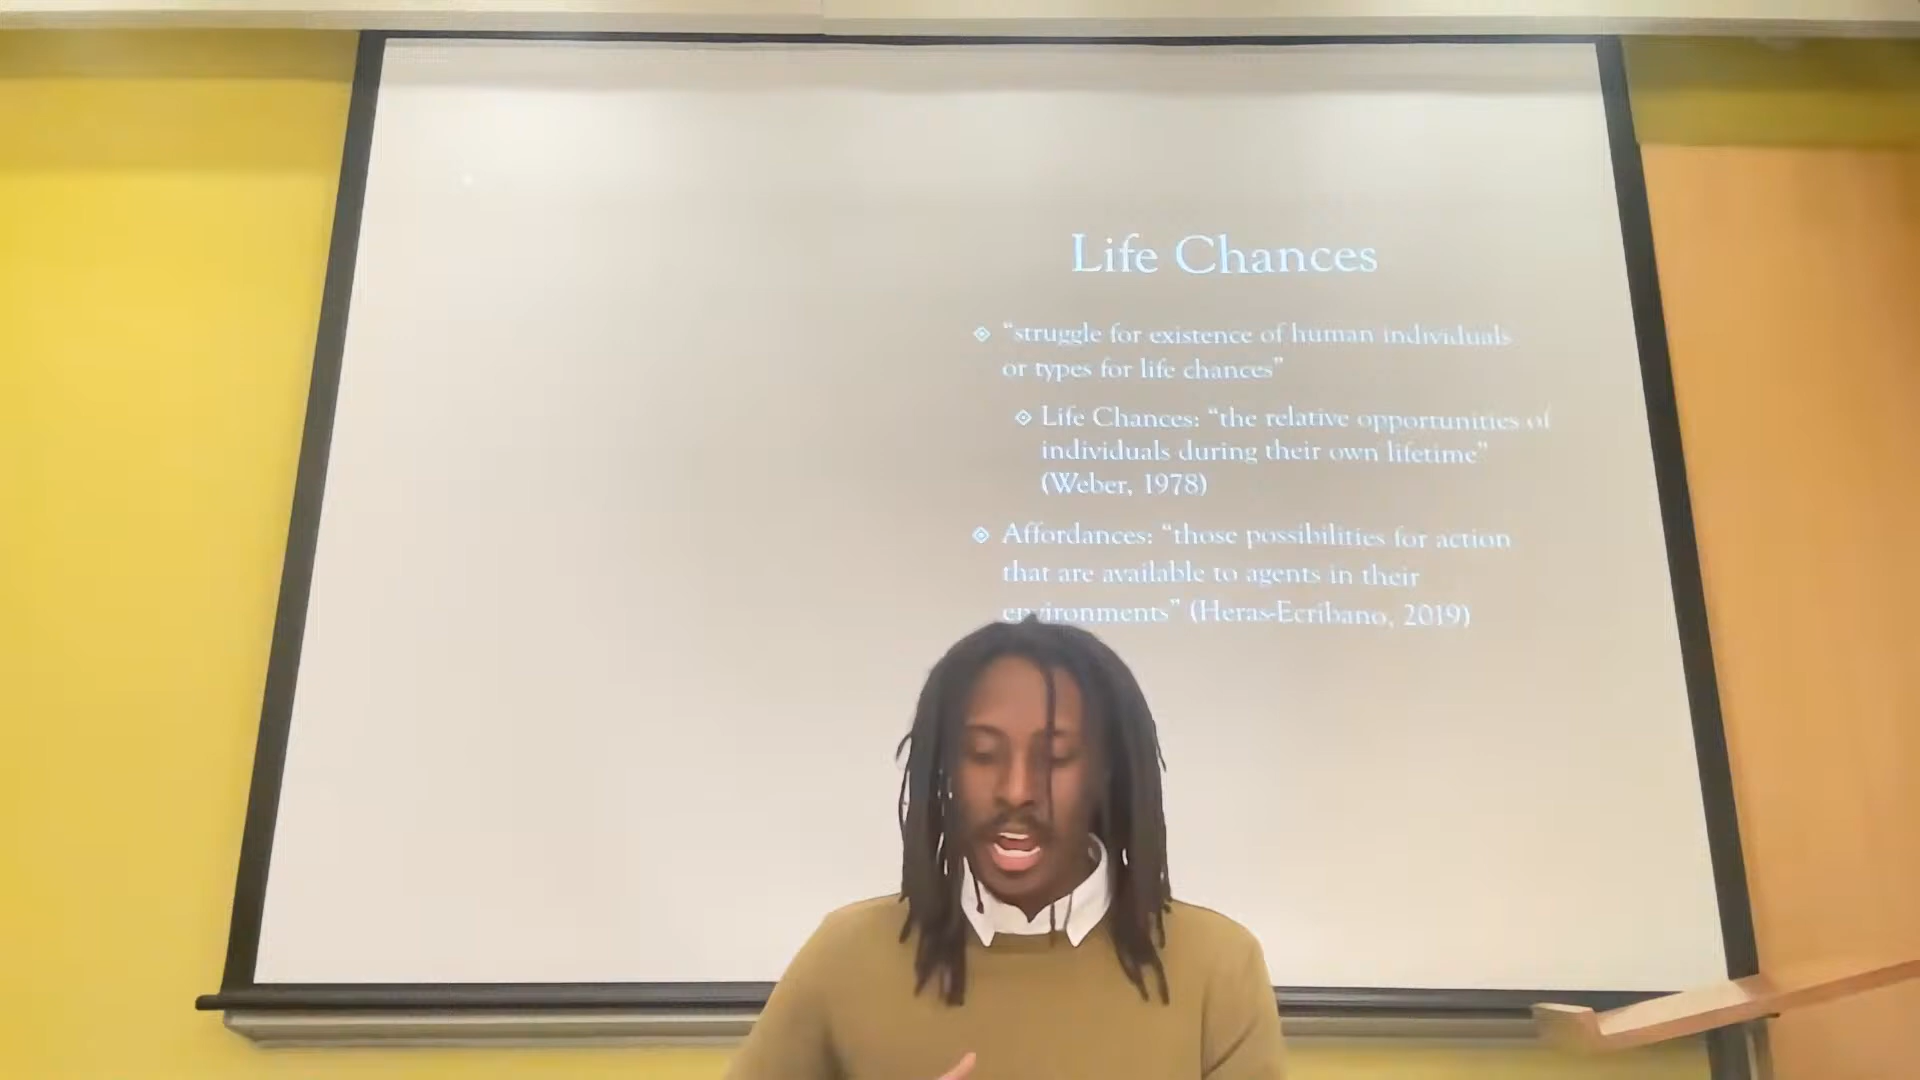 Life Chances
“struggle for existence of human individuals
or types for life chances”
Life Chances: “the relative opportunities of
individuals during their own lifetime”
(Weber, 1978)
Affordances: “those possibilities for action
that are available to agents in their
environments” (Heras-Ecribano, 2019)